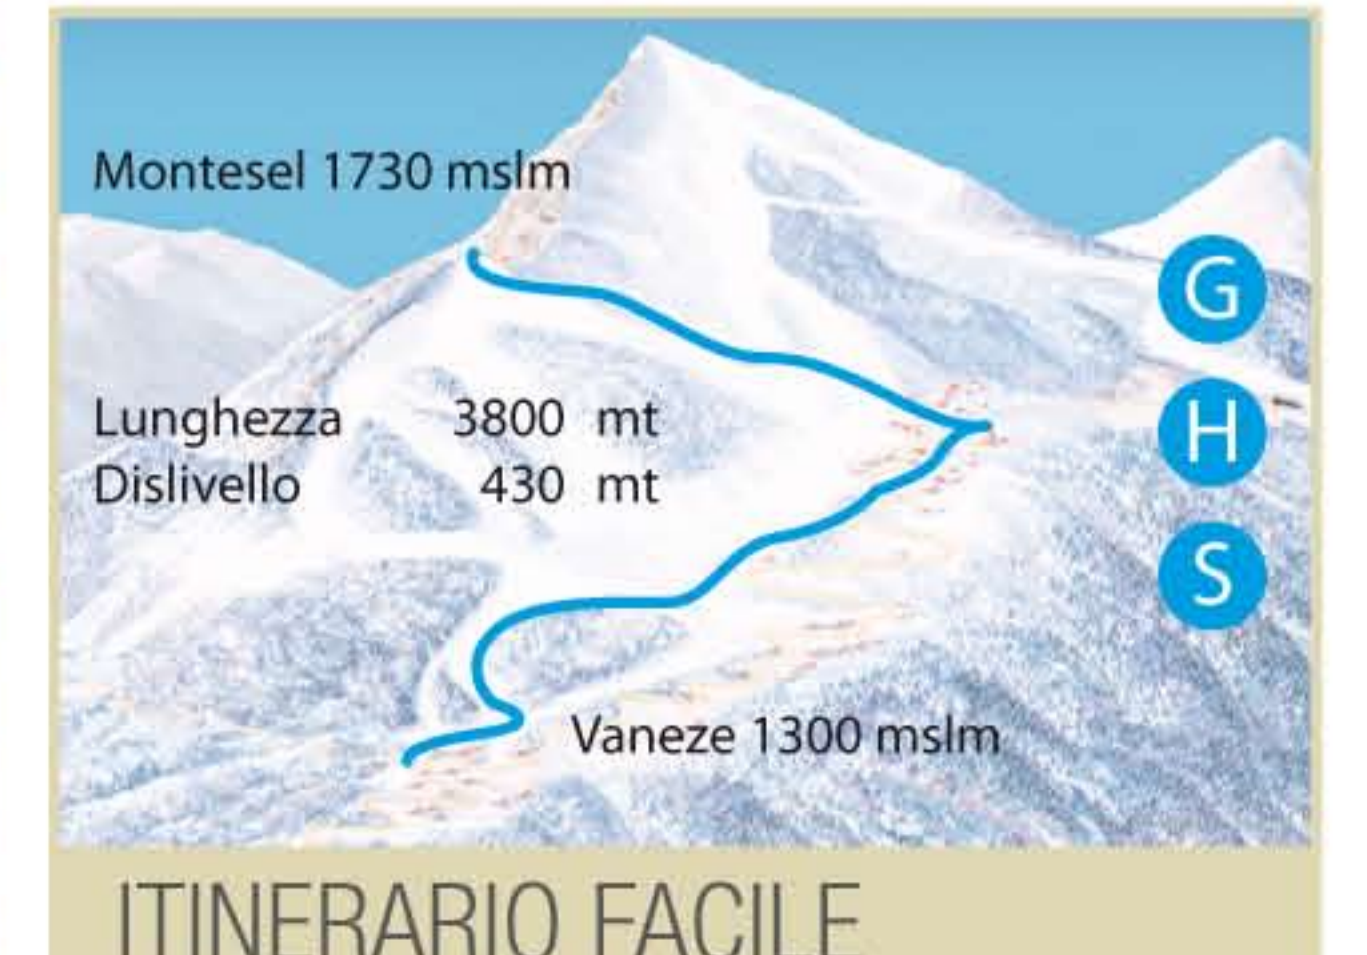 Montesel 1730 mslm
G
Lunghezza 3800 mt
H
Dislivello 430 mt
S
Vaneze 1300 mslm
ITINERARIO FACILE